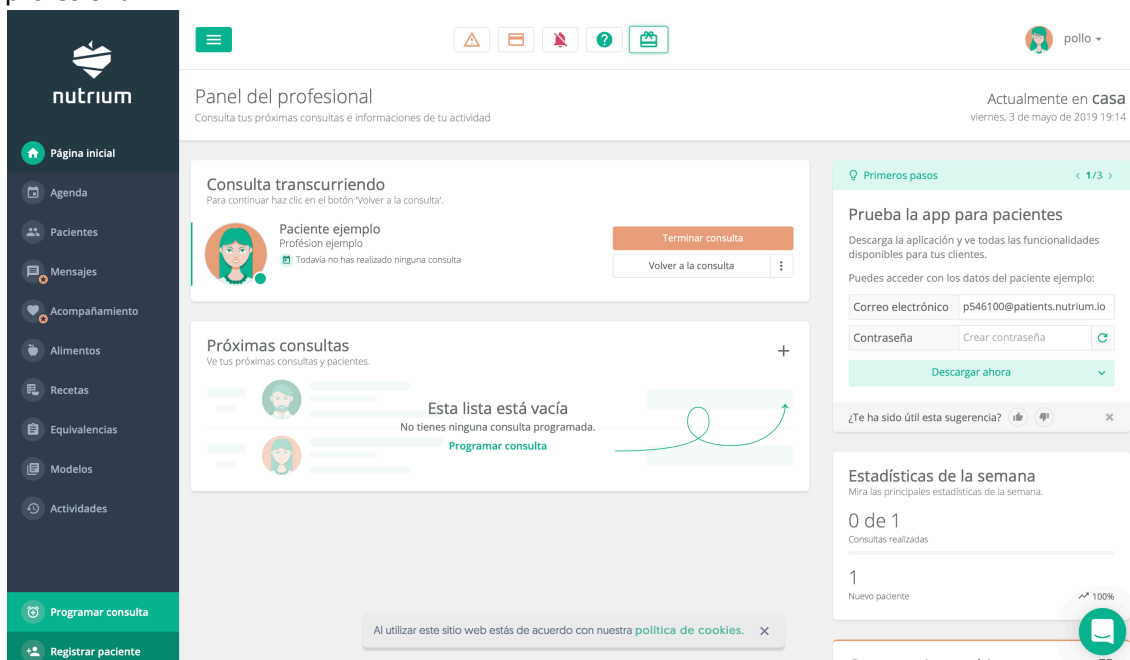 nutrium
Página inicial
Agenda
Pacientes
Mensajes
Acompañamiento
Alimentos
Recetas
Equivalencias
Modelos
Actividades
Programar consulta
Registrar paciente
pollo
Panel del profesional
Consulta tus próximas consultas e informaciones de tu actividad
Actualmente en casa
viernes, 3 de mayo de 2019 19:14
Consulta transcurriendo
Para continuar haz clic en el botón 'Volver a la consulta'.
Paciente ejemplo
Profésion ejemplo
Todavía no has realizado ninguna consulta
Terminar consulta
Volver a la consulta
Próximas consultas
Ve tus próximas consultas y pacientes.
Esta lista está vacía
No tienes ninguna consulta programada.
Programar consulta
Primeros pasos
< 1/3 >
Prueba la app para pacientes
Descarga la aplicación y ve todas las funcionalidades
disponibles para tus clientes.
Puedes acceder con los datos del paciente ejemplo:
Correo electrónico p546100@patients.nutrium.io
Contraseña Crear contraseña
Descargar ahora
¿Te ha sido útil esta sugerencia?
Estadísticas de la semana
Mira las principales estadísticas de la semana.
0 de 1
Consultas realizadas
1
Nuevo paciente
100%
Al utilizar este sitio web estás de acuerdo con nuestra política de cookies.